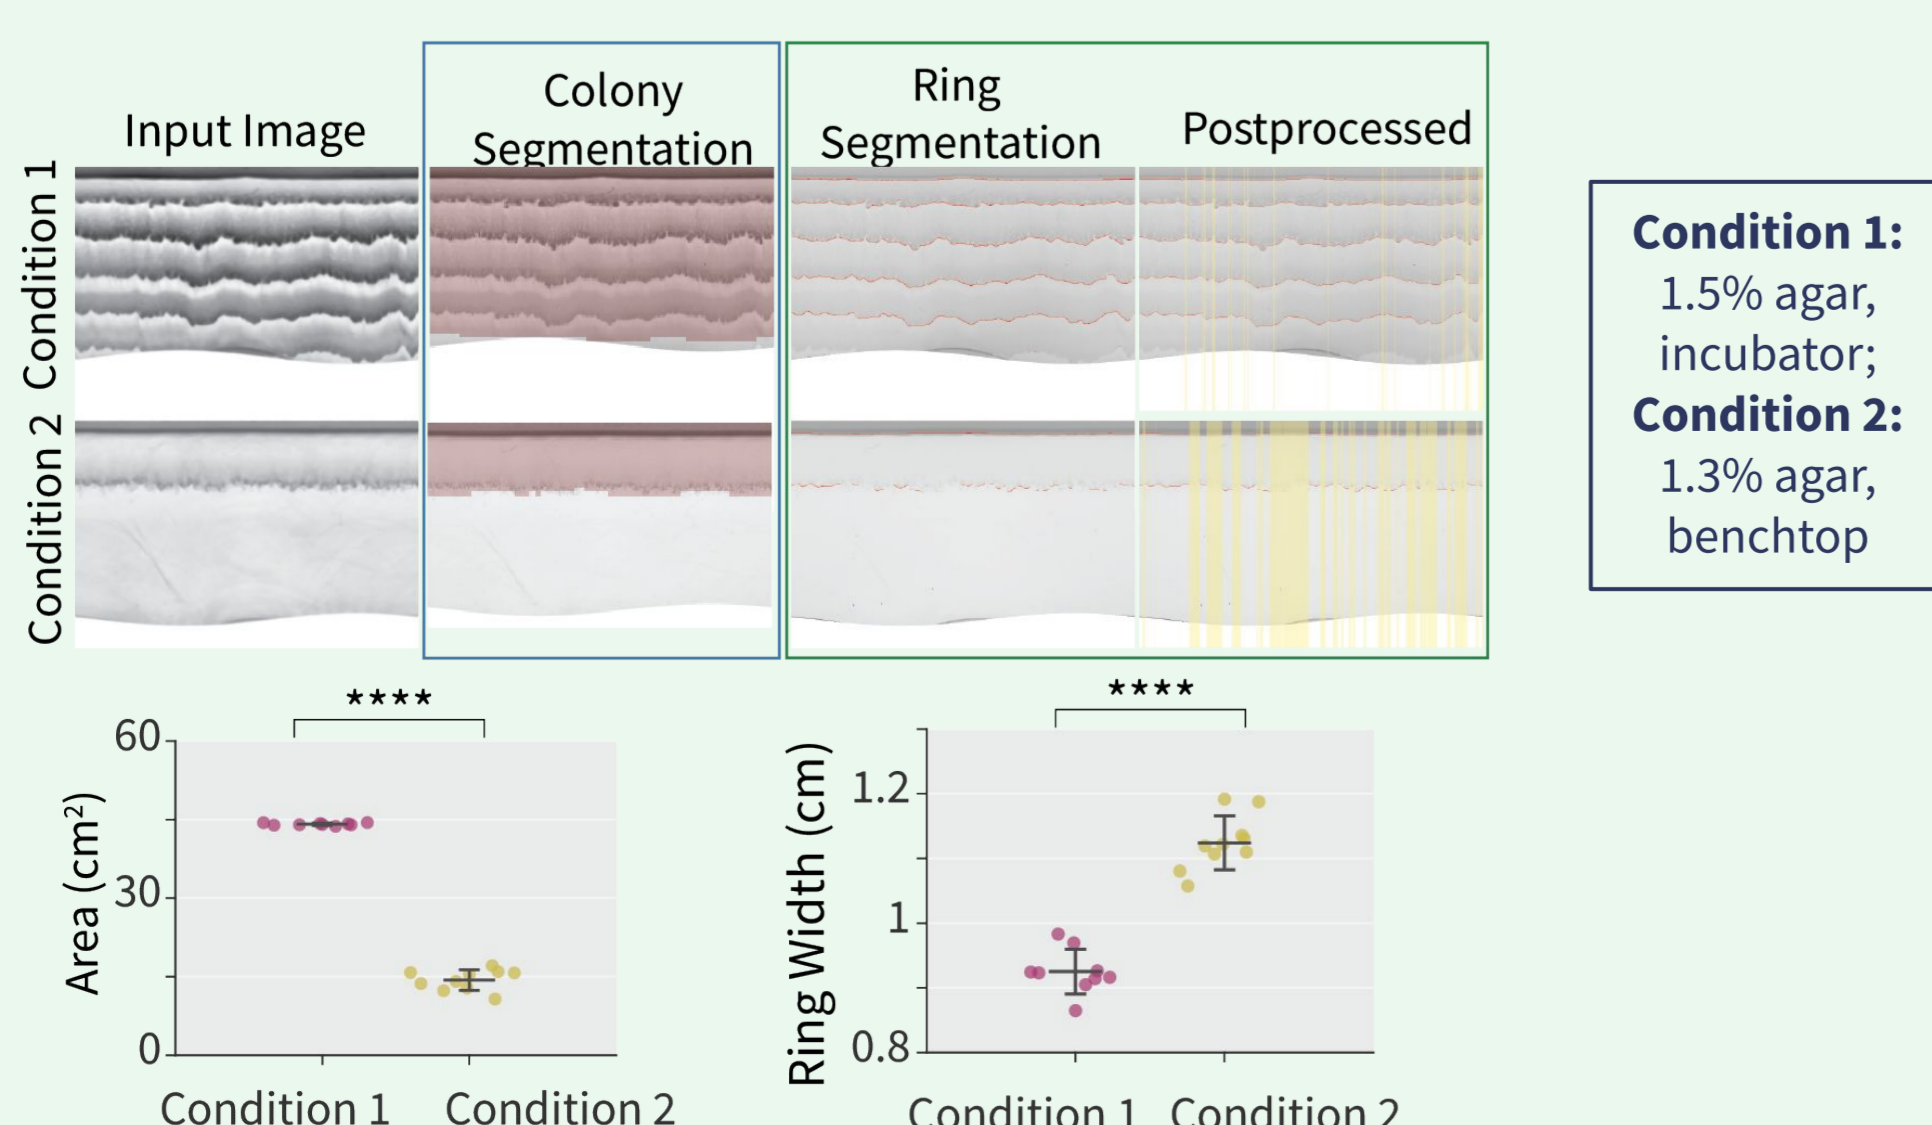 Input Image
Colony
Segmentation
Ring
Segmentation
Postprocessed
Condition 1
Condition 2
Condition 1:
1.5% agar,
incubator;
Condition 2:
1.3% agar,
benchtop
****
60
30
0
Area (cm²)
Condition 1
Condition 2
****
1.2
1
0.8
Ring Width (cm)
Condition 1
Condition 2